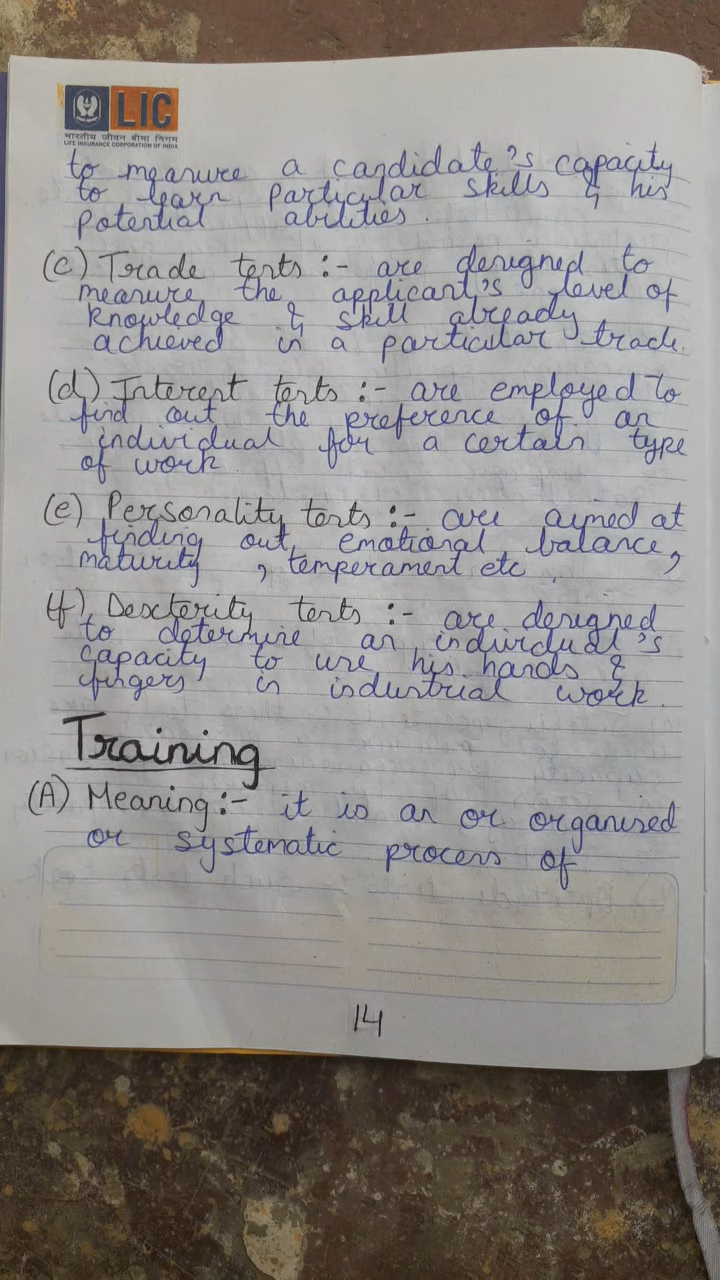 LIC
भारतीय जीवन बीमा निगम
LIFE INSURANCE CORPORATION OF INDIA
to measure a candidate's capacity
to learn particular skills & his
potential abilities.
(c) Trade tests :- are designed to
measure the applicant's level of
knowledge & skill already
achieved in a particular trade.
(d) Interest tests :- are employed to
find out the preference of an
individual for a certain type
of work
(e) Personality tests :- are aimed at
finding out emotional balance,
maturity, temperament etc.
(f) Dexterity tests :- are designed
to determine an individual's
capacity to use his hands &
fingers in industrial work.
Training
(A) Meaning :- it is an or organised
or systematic process of
14